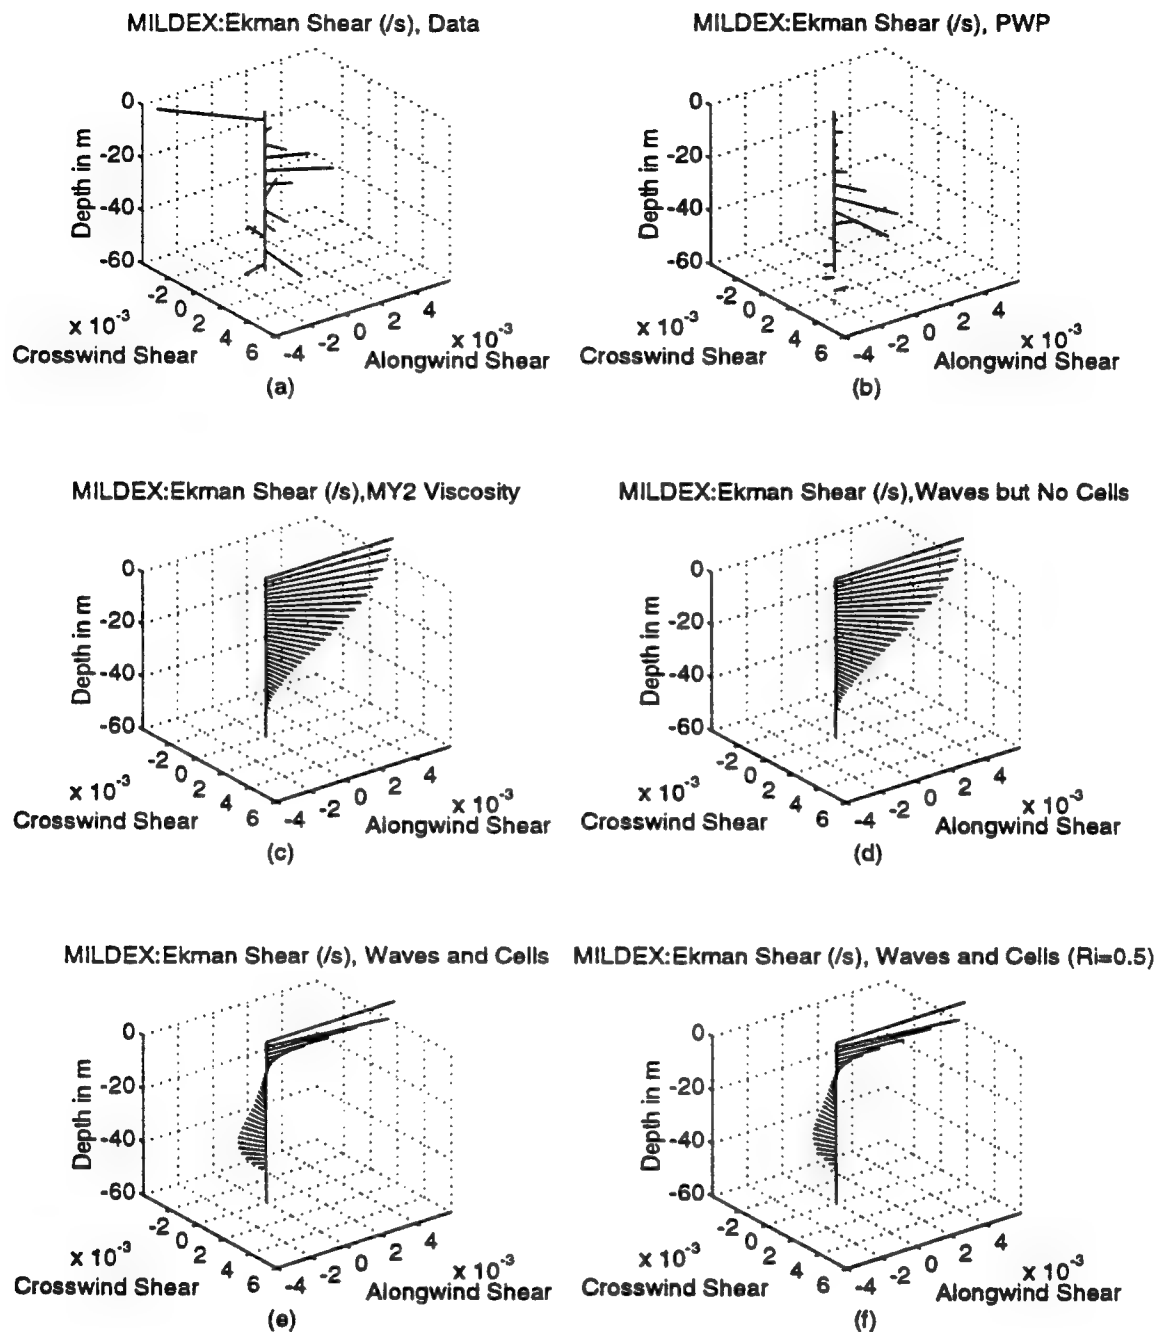 MILDEX:Ekman Shear (/s), Data
0
-20
-40
-60
Depth in m
-2
0
2
4
6
x 10-3
Crosswind Shear
-4
-2
0
2
4
x 10-3
Alongwind Shear
(a)
MILDEX:Ekman Shear (/s), PWP
0
-20
-40
-60
Depth in m
-2
0
2
4
6
x 10-3
Crosswind Shear
-4
-2
0
2
4
x 10-3
Alongwind Shear
(b)
MILDEX:Ekman Shear (/s),MY2 Viscosity
0
-20
-40
-60
Depth in m
-2
0
2
4
6
x 10-3
Crosswind Shear
-4
-2
0
2
4
x 10-3
Alongwind Shear
(c)
MILDEX:Ekman Shear (/s),Waves but No Cells
0
-20
-40
-60
Depth in m
-2
0
2
4
6
x 10-3
Crosswind Shear
-4
-2
0
2
4
x 10-3
Alongwind Shear
(d)
MILDEX:Ekman Shear (/s), Waves and Cells
0
-20
-40
-60
Depth in m
-2
0
2
4
6
x 10-3
Crosswind Shear
-4
-2
0
2
4
x 10-3
Alongwind Shear
(e)
MILDEX:Ekman Shear (/s), Waves and Cells (Ri=0.5)
0
-20
-40
-60
Depth in m
-2
0
2
4
6
x 10-3
Crosswind Shear
-4
-2
0
2
4
x 10-3
Alongwind Shear
(f)